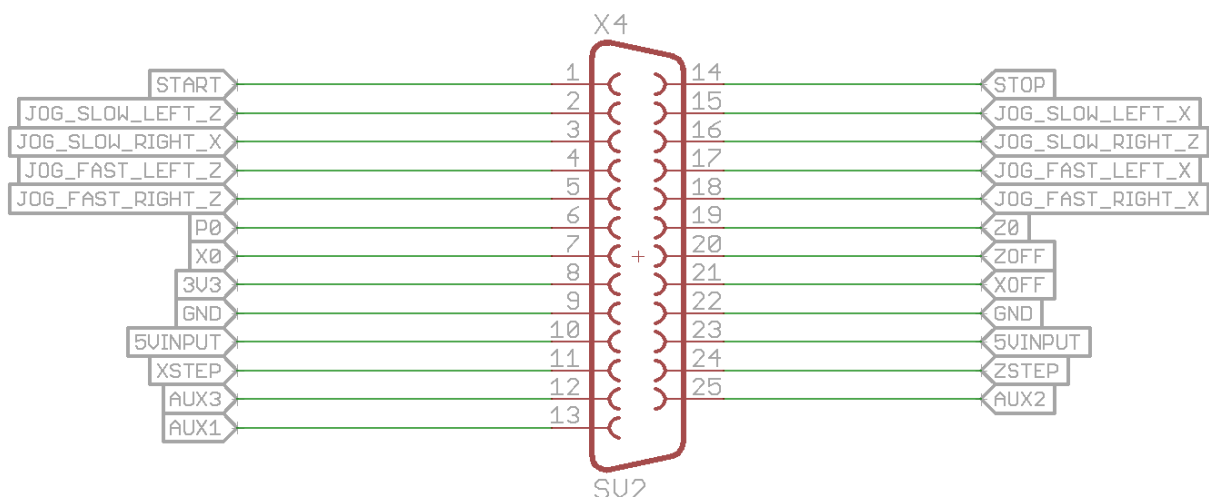 X4
START 1 14 STOP
JOG_SLOW_LEFT_Z 2 15 JOG_SLOW_LEFT_X
JOG_SLOW_RIGHT_X 3 16 JOG_SLOW_RIGHT_Z
JOG_FAST_LEFT_Z 4 17 JOG_FAST_LEFT_X
JOG_FAST_RIGHT_Z 5 18 JOG_FAST_RIGHT_X
P0 6 19 Z0
X0 7 20 ZOFF
3V3 8 21 XOFF
GND 9 22 GND
5VINPUT 10 23 5VINPUT
XSTEP 11 24 ZSTEP
AUX3 12 25 AUX2
AUX1 13
SV2